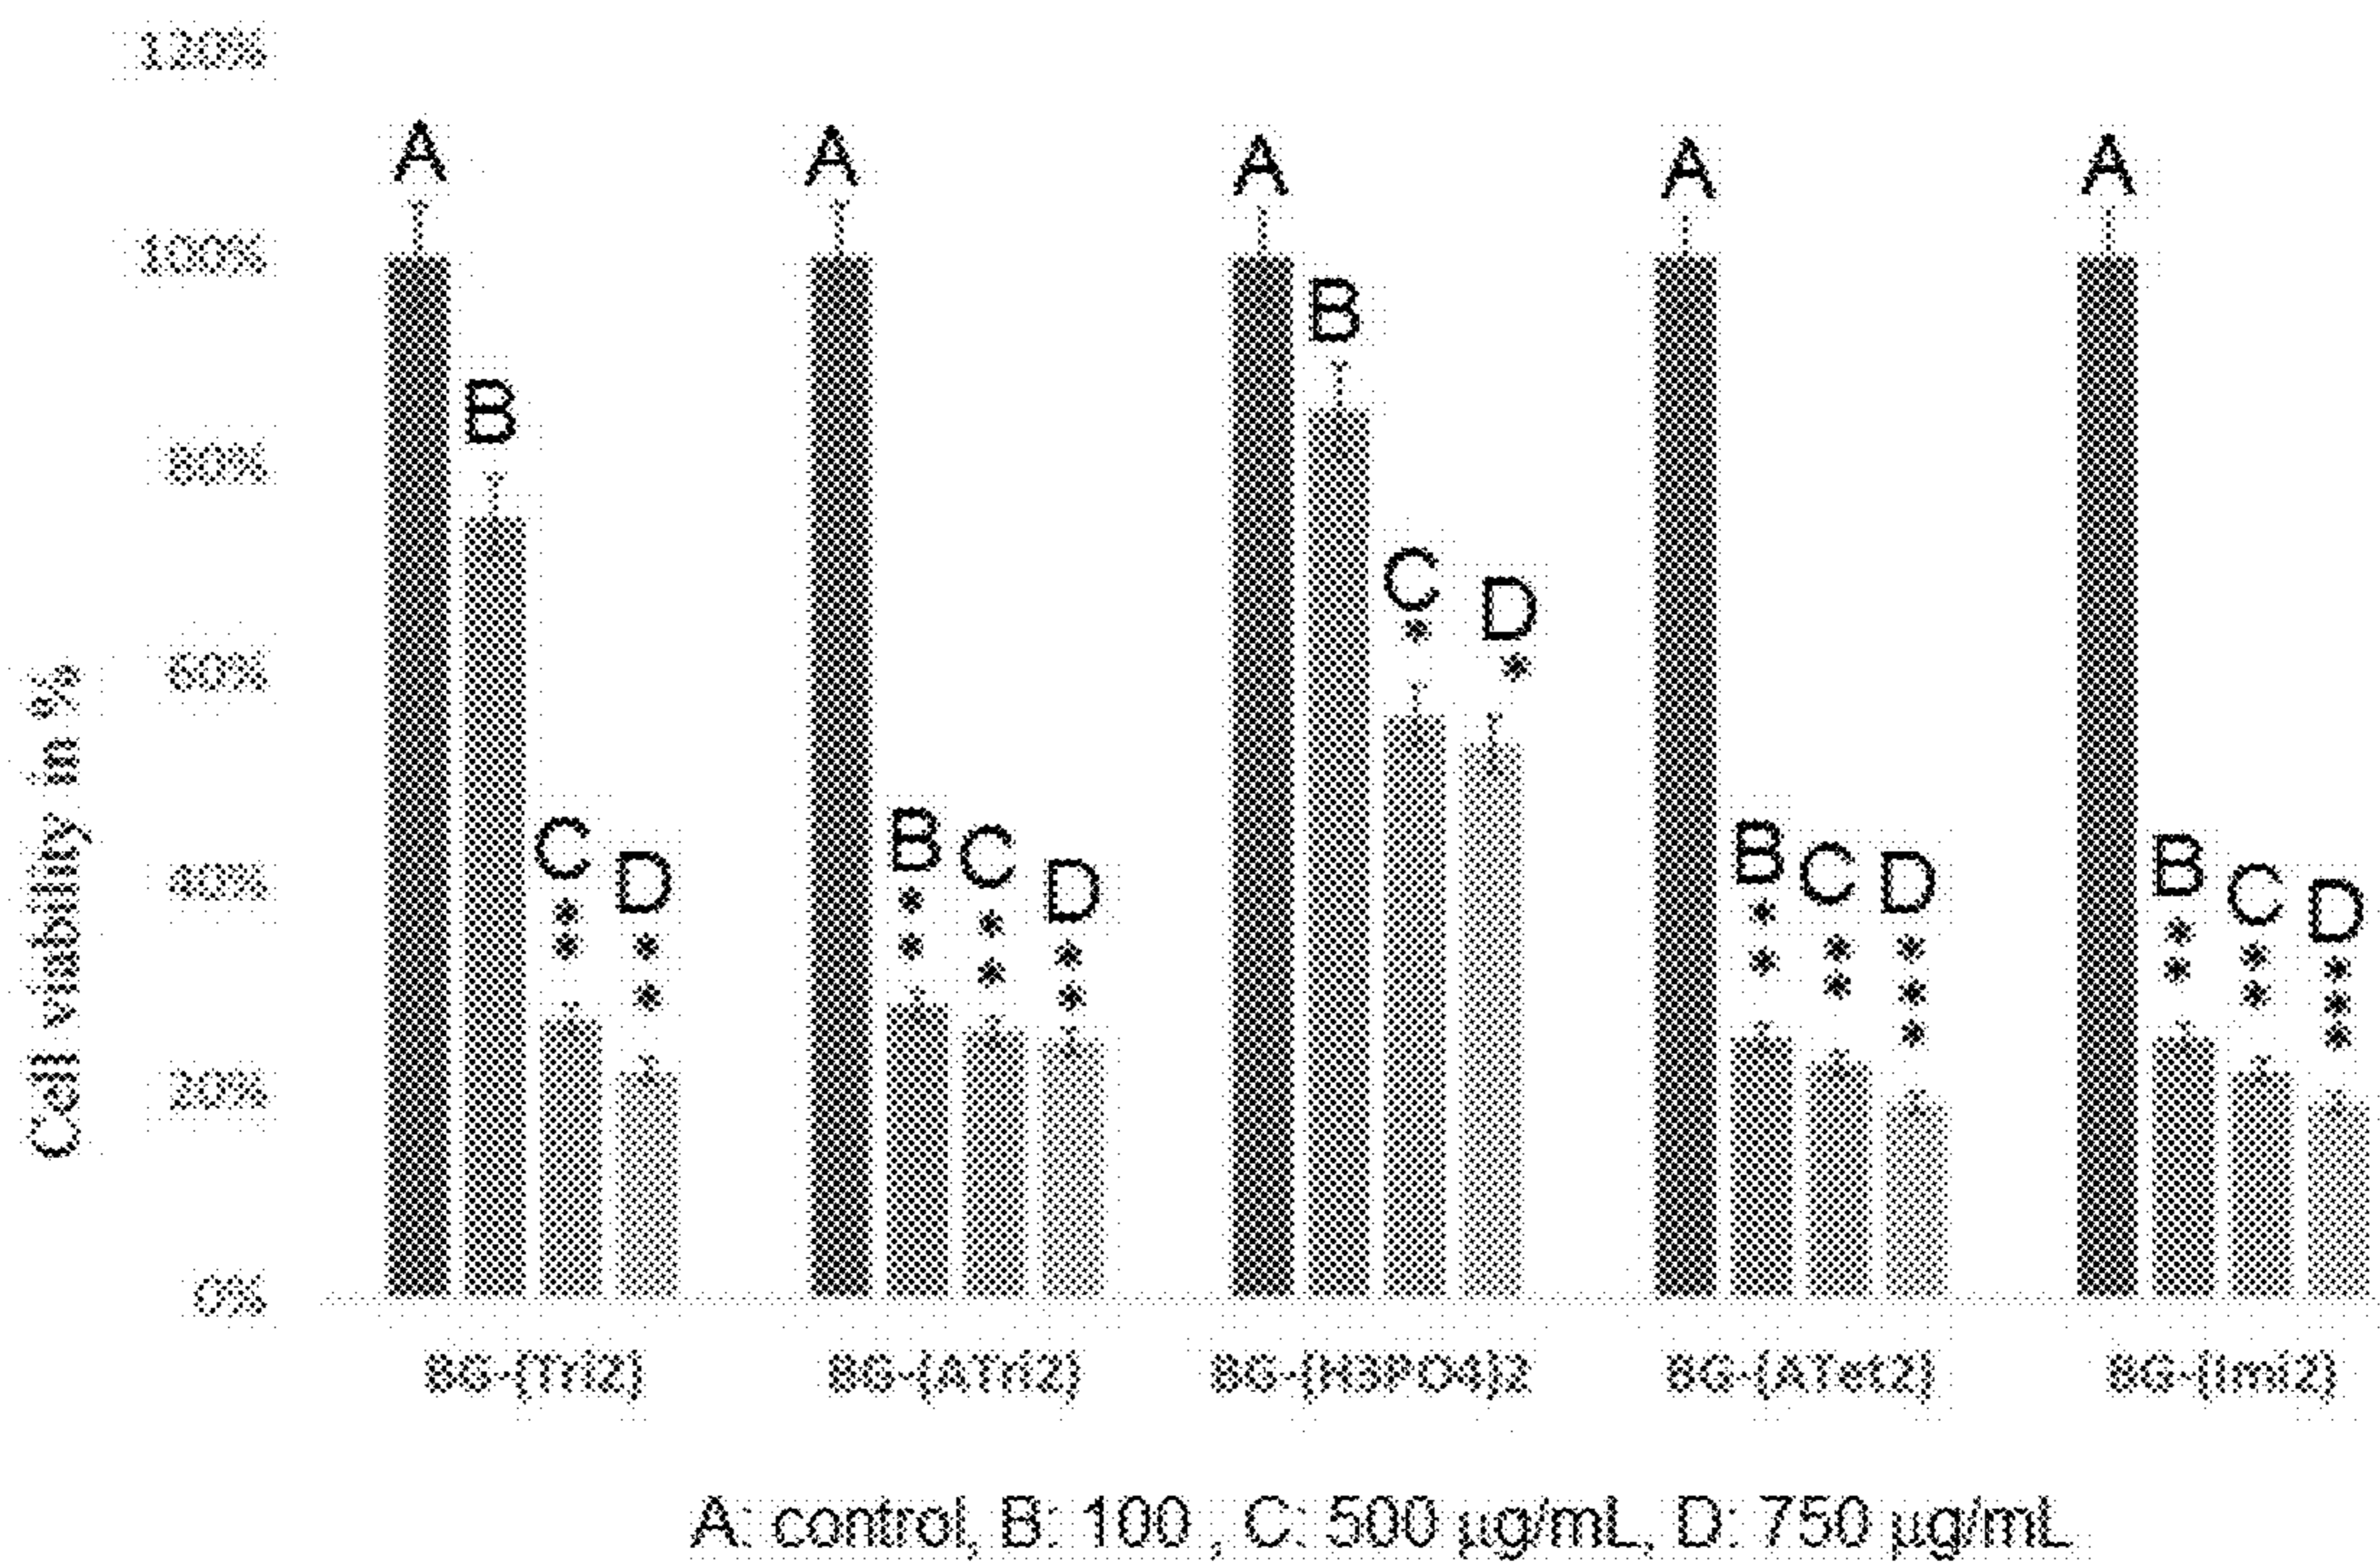 120%
100%
80%
60%
40%
20%
0%
Cell viability in %
A B C ** D **
A B ** C ** D **
A B C * D *
A B ** C ** D ***
A B ** C ** D ***
BG-(Tri2) BG-(ATri2) BG-(H3PO4)2 BG-(ATet2) BG-(Imi2)
A: control, B: 100 , C: 500 µg/mL, D: 750 µg/mL